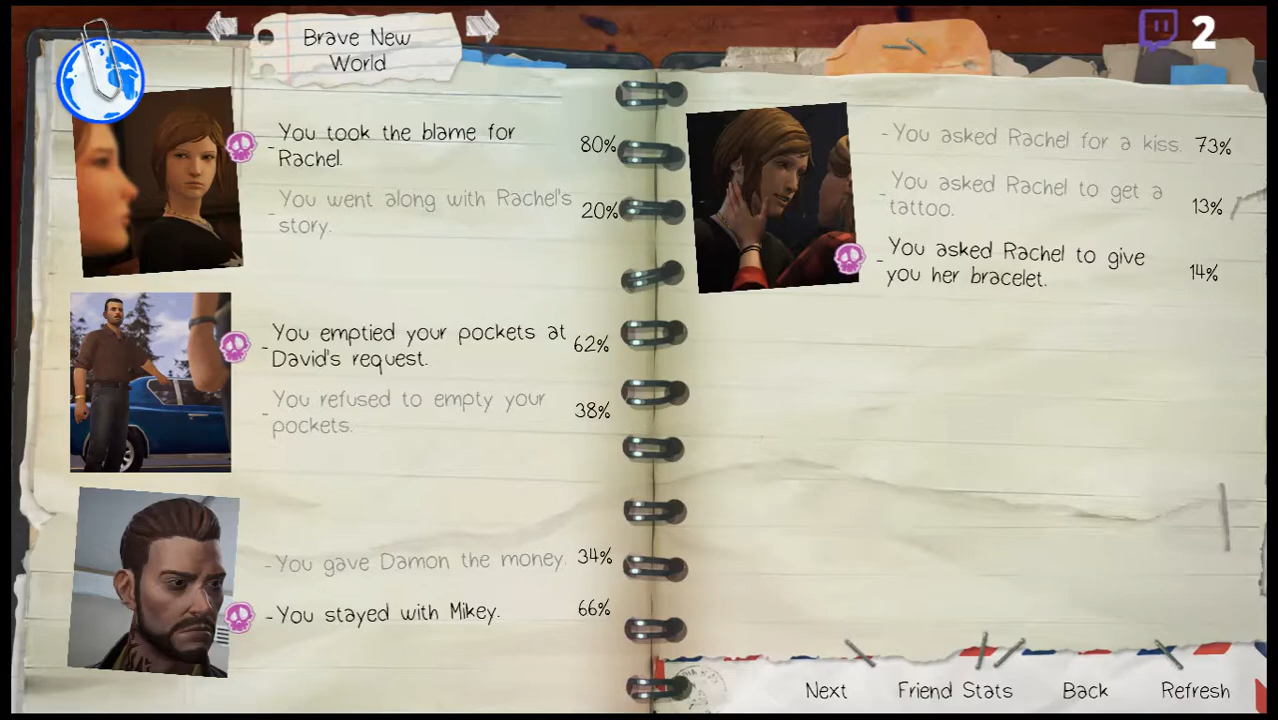 Brave New
World
2
You took the blame for
- Rachel. 80%
- You went along with Rachel's
story. 20%
You emptied your pockets at
- David's request. 62%
You refused to empty your
- pockets. 38%
- You gave Damon the money. 34%
- You stayed with Mikey. 66%
- You asked Rachel for a kiss. 73%
You asked Rachel to get a
- tattoo. 13%
- You asked Rachel to give
you her bracelet. 14%
Next Friend Stats Back Refresh